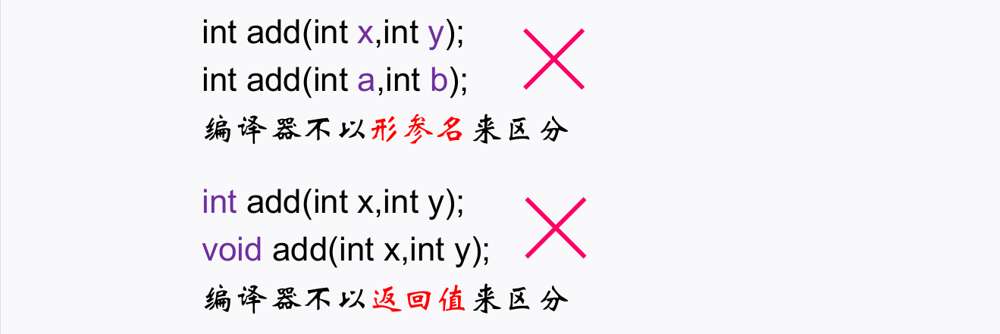 int add(int x,int y);
int add(int a,int b);
编译器不以形参名来区分
int add(int x,int y);
void add(int x,int y);
编译器不以返回值来区分